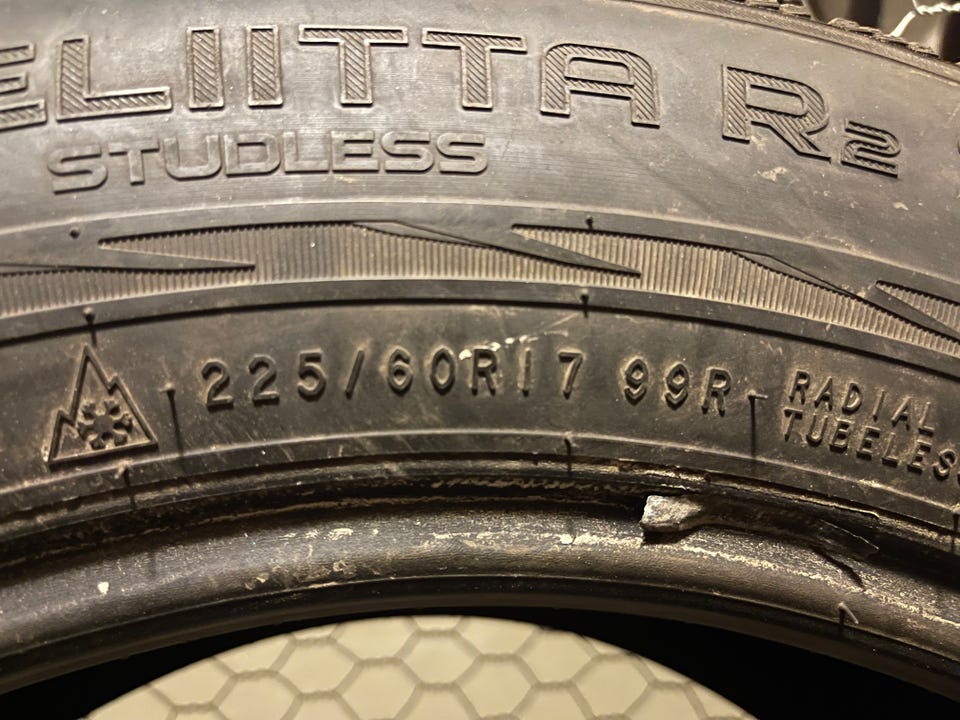 ELIITTA R2
STUDLESS
225/60R17 99R
RADIAL
TUBELESS